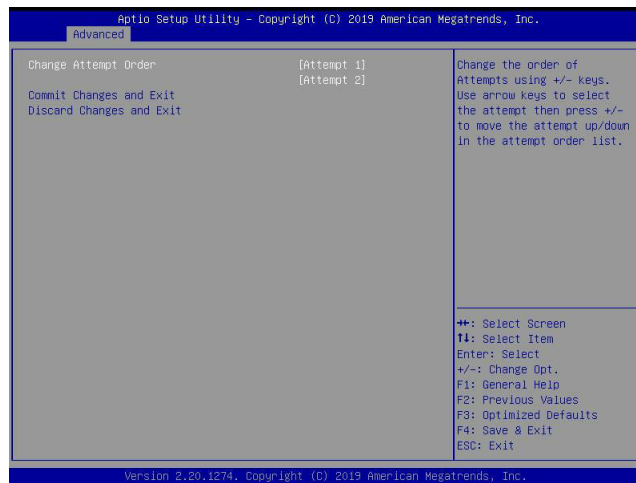 Aptio Setup Utility – Copyright (C) 2019 American Megatrends, Inc.
Advanced
Change Attempt Order [Attempt 1]
[Attempt 2]
Commit Changes and Exit
Discard Changes and Exit
Change the order of
Attempts using +/- keys.
Use arrow keys to select
the attempt then press +/-
to move the attempt up/down
in the attempt order list.
→←: Select Screen
↑↓: Select Item
Enter: Select
+/-: Change Opt.
F1: General Help
F2: Previous Values
F3: Optimized Defaults
F4: Save & Exit
ESC: Exit
Version 2.20.1274. Copyright (C) 2019 American Megatrends, Inc.